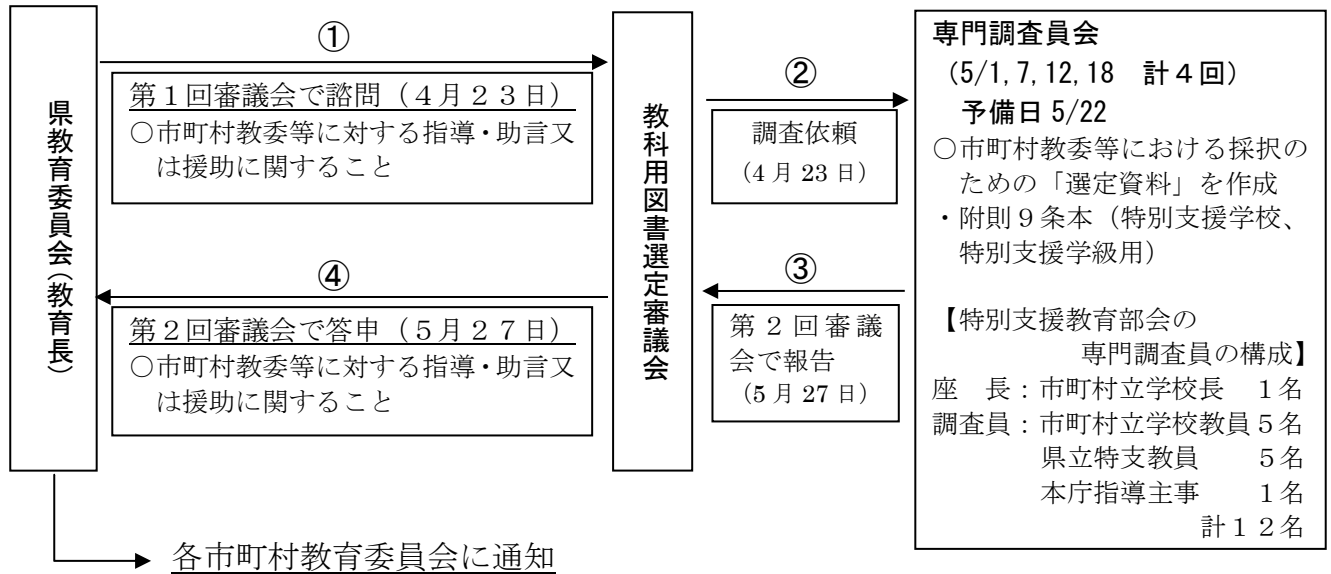 県教育委員会(教育長)
①
第1回審議会で諮問(4月23日)
○市町村教委等に対する指導・助言又
は援助に関すること
④
第2回審議会で答申(5月27日)
○市町村教委等に対する指導・助言又
は援助に関すること
教科用図書選定審議会
②
調査依頼
(4月23日)
③
第2回審議
会で報告
(5月27日)
専門調査員会
(5/1, 7, 12, 18 計4回)
予備日 5/22
○市町村教委等における採択の
ための「選定資料」を作成
・附則9条本(特別支援学校、
特別支援学級用)
【特別支援教育部会の
専門調査員の構成】
座 長:市町村立学校長 1名
調査員:市町村立学校教員5名
県立特支教員 5名
本庁指導主事 1名
計12名
各市町村教育委員会に通知